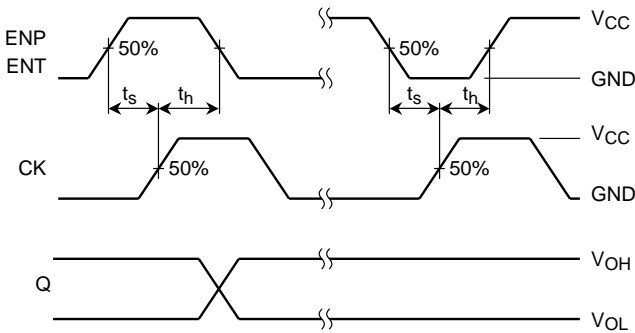 ENP
ENT
50%
50%
VCC
GND
ts
th
ts
th
CK
50%
50%
VCC
GND
Q
VOH
VOL